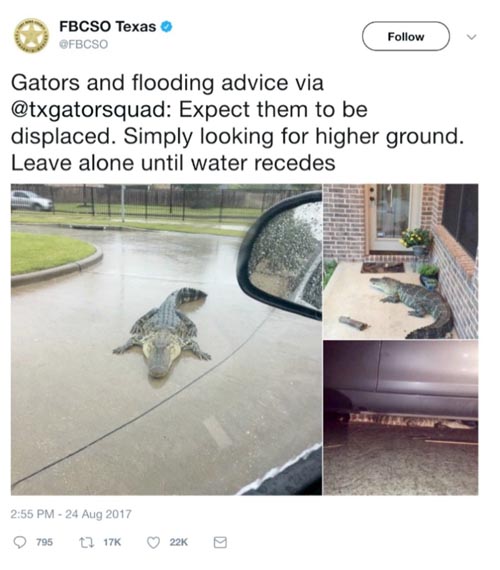 FBCSO Texas
@FBCSO
Follow
Gators and flooding advice via
@txgatorsquad: Expect them to be
displaced. Simply looking for higher ground.
Leave alone until water recedes
2:55 PM - 24 Aug 2017
795 17K 22K